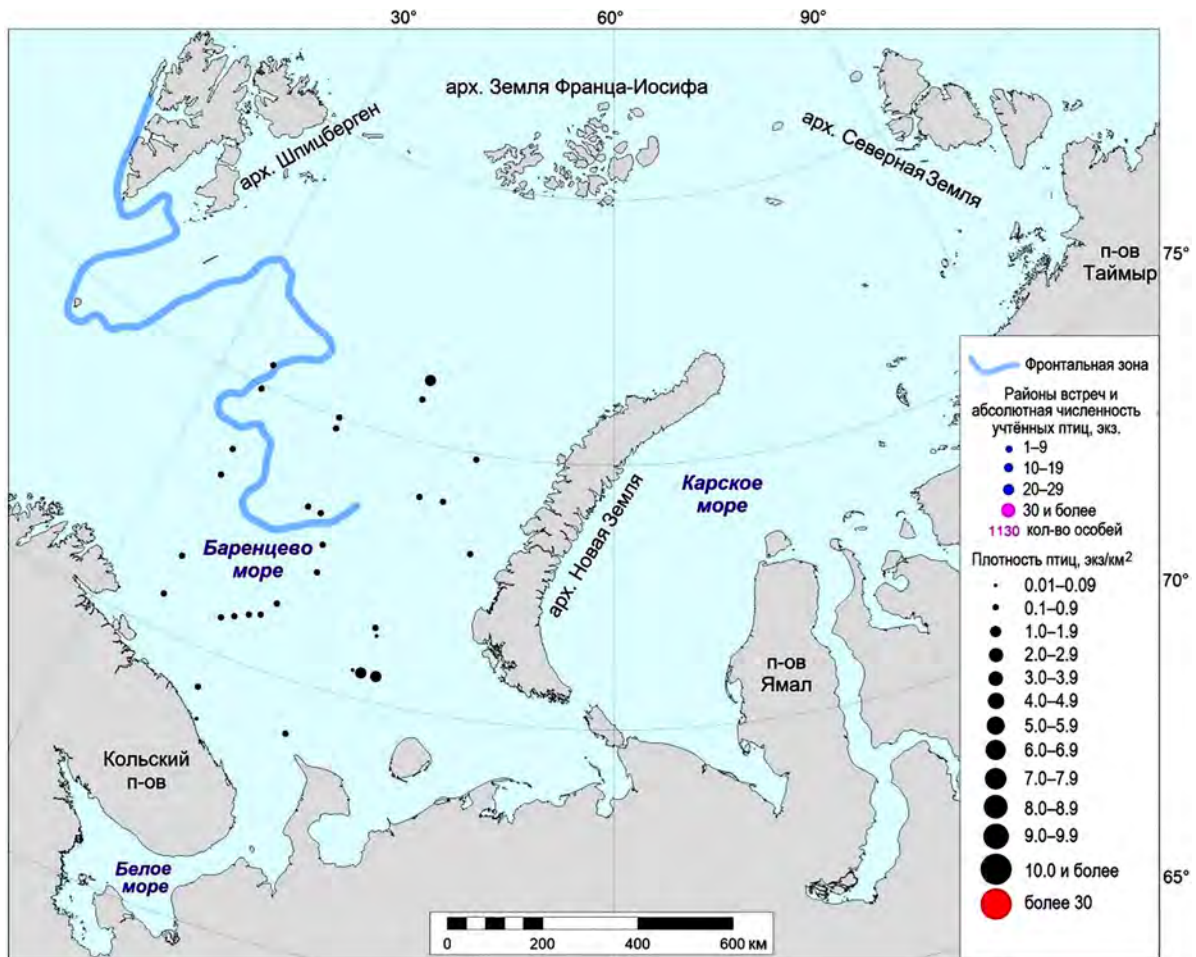 30°
60°
90°
арх. Земля Франца-Иосифа
арх. Шпицберген
арх. Северная Земля
п-ов
Таймыр
75°
Карское
море
арх. Новая Земля
Баренцево
море
70°
п-ов
Ямал
Кольский
п-ов
Белое
море
65°
0 200 400 600 км
Фронтальная зона
Районы встреч и
абсолютная численность
учтённых птиц, экз.
1–9
10–19
20–29
30 и более
1130 кол-во особей
Плотность птиц, экз/км²
0.01–0.09
0.1–0.9
1.0–1.9
2.0–2.9
3.0–3.9
4.0–4.9
5.0–5.9
6.0–6.9
7.0–7.9
8.0–8.9
9.0–9.9
10.0 и более
более 30